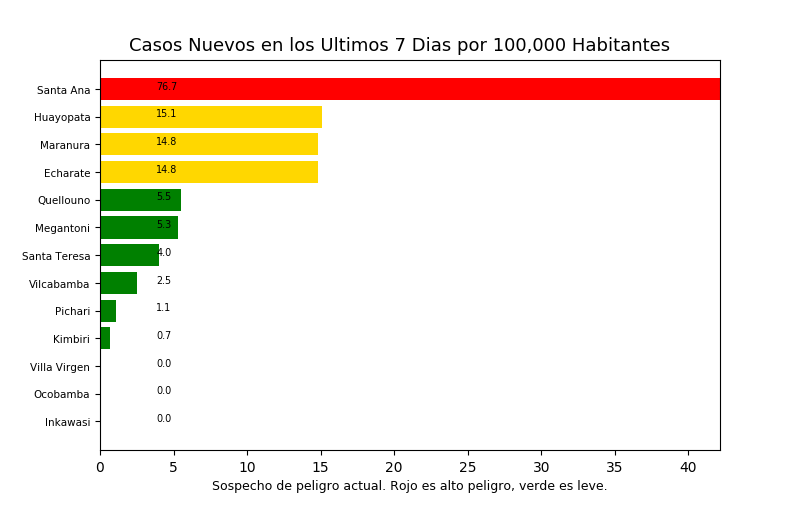 Casos Nuevos en los Ultimos 7 Dias por 100,000 Habitantes
Santa Ana 76.7
Huayopata 15.1
Maranura 14.8
Echarate 14.8
Quellouno 5.5
Megantoni 5.3
Santa Teresa 4.0
Vilcabamba 2.5
Pichari 1.1
Kimbiri 0.7
Villa Virgen 0.0
Ocobamba 0.0
Inkawasi 0.0
0 5 10 15 20 25 30 35 40
Sospecho de peligro actual. Rojo es alto peligro, verde es leve.